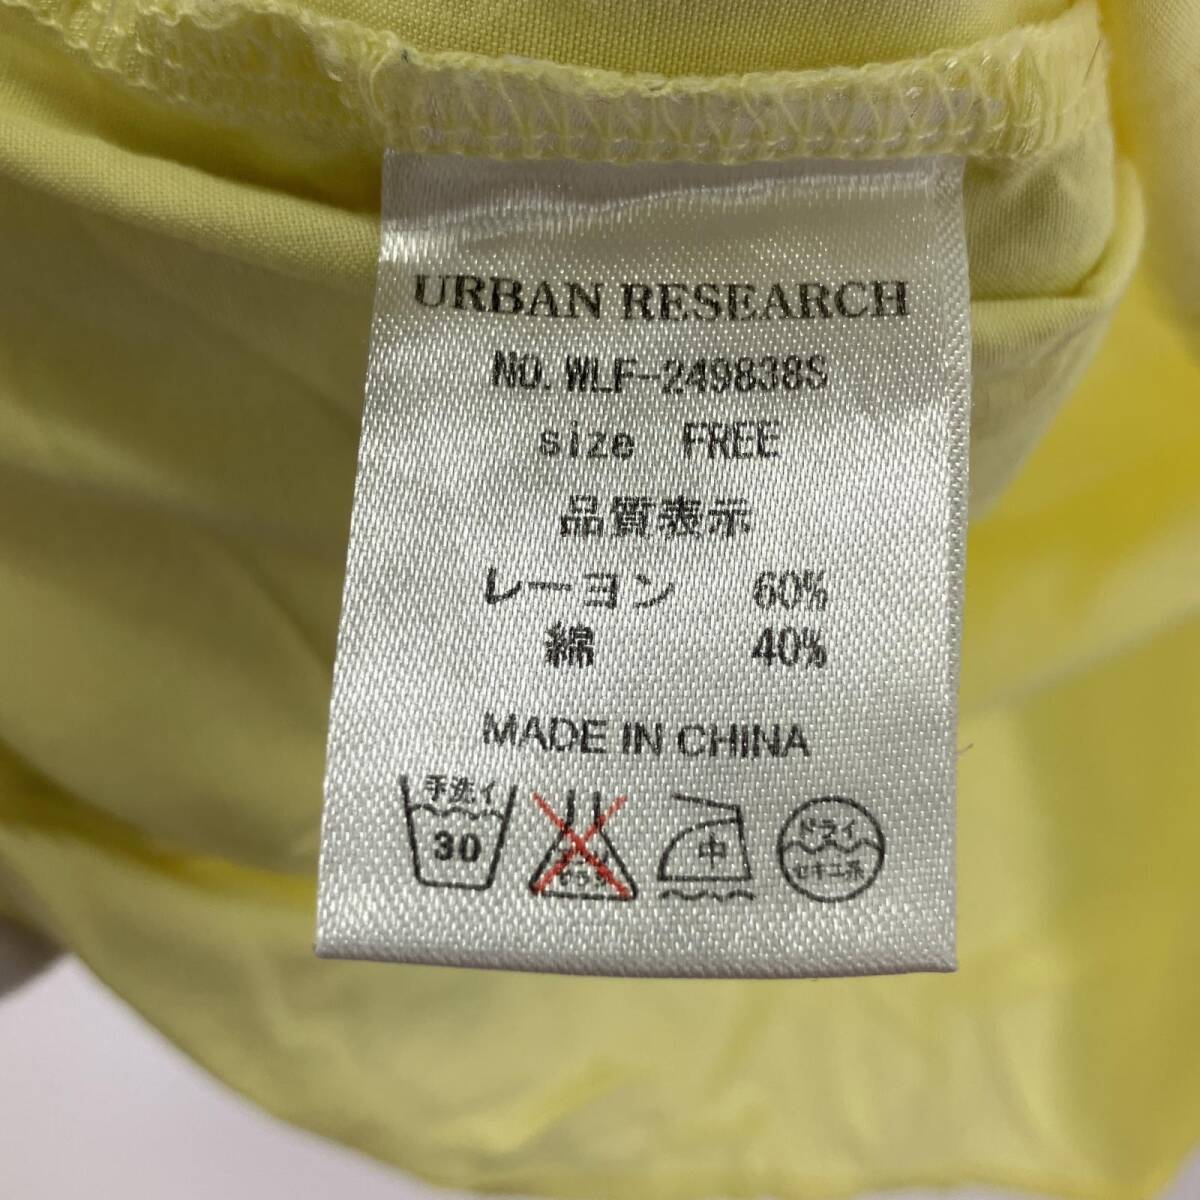 URBAN RESEARCH
NO. WLF-249838S
size FREE
品質表示
レーヨン 60%
綿 40%
MADE IN CHINA
手洗イ
30
中
ドライ
セキユ系